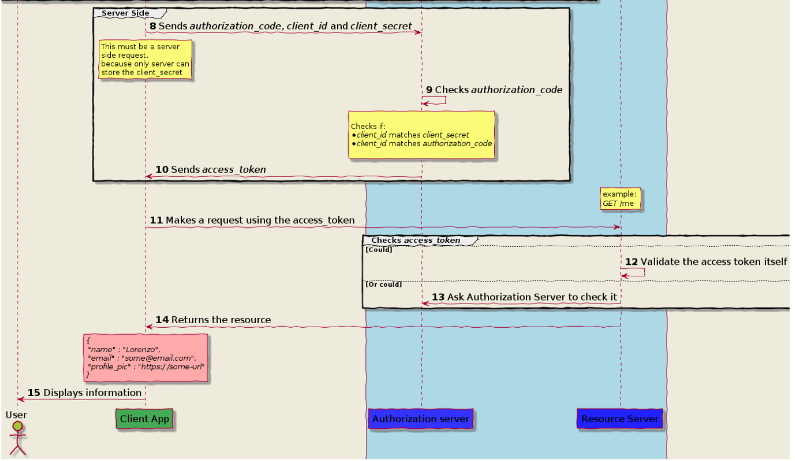 Server Side
8 Sends authorization_code, client_id and client_secret
This must be a server
side request.
because only server can
store the client_secret
9 Checks authorization_code
Checks if:
•client_id matches client_secret
•client_id matches authorization_code
10 Sends access_token
example:
GET /me
11 Makes a request using the access_token
Checks access_token
[Could]
12 Validate the access token itself
[Or could]
13 Ask Authorization Server to check it
14 Returns the resource
{
"name" : "Lorenzo",
"email" : "some@email.com",
"profile_pic" : "https://some-url"
}
15 Displays information
User
Client App
Authorization server
Resource Server